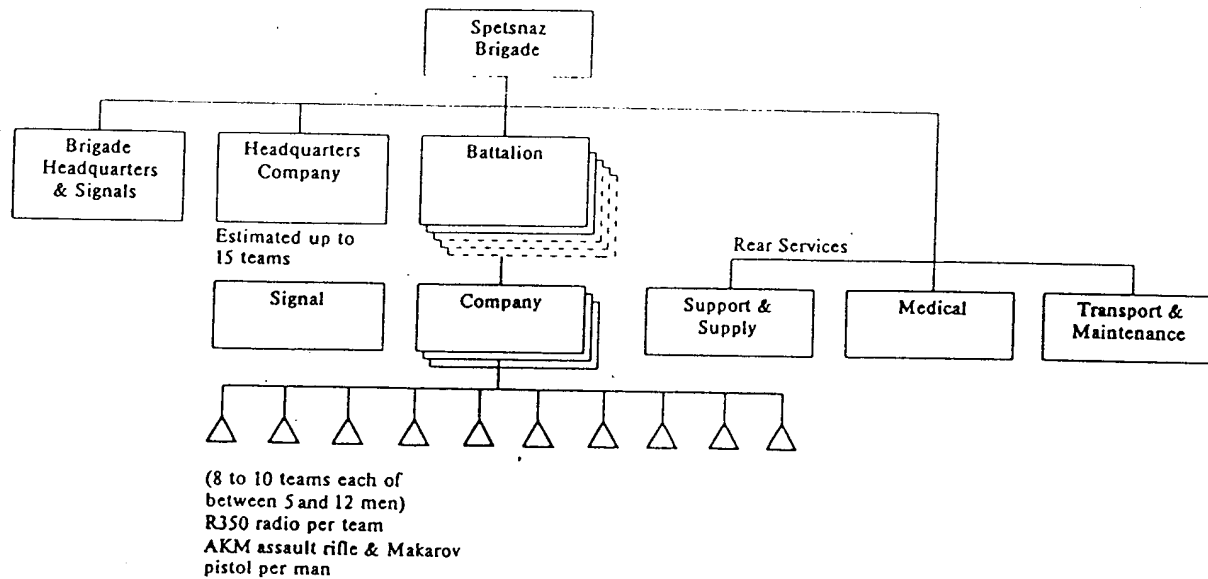 Spetsnaz
Brigade
Brigade
Headquarters
& Signals
Headquarters
Company
Battalion
Estimated up to
15 teams
Rear Services
Signal
Company
Support &
Supply
Medical
Transport &
Maintenance
(8 to 10 teams each of
between 5 and 12 men)
R350 radio per team
AKM assault rifle & Makarov
pistol per man